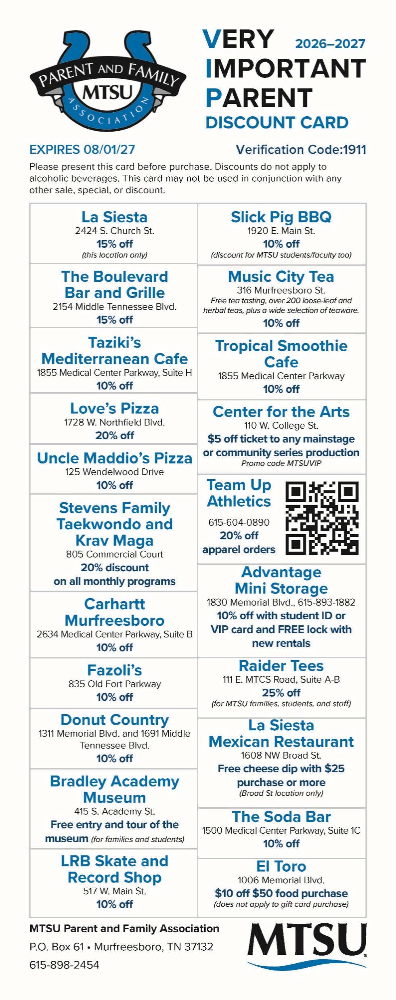 PARENT AND FAMILY
MTSU
ASSOCIATION
VERY 2026–2027
IMPORTANT
PARENT
DISCOUNT CARD
EXPIRES 08/01/27
Verification Code:1911
Please present this card before purchase. Discounts do not apply to
alcoholic beverages. This card may not be used in conjunction with any
other sale, special, or discount.
La Siesta
2424 S. Church St.
15% off
(this location only)
The Boulevard
Bar and Grille
2154 Middle Tennessee Blvd.
15% off
Taziki's
Mediterranean Cafe
1855 Medical Center Parkway, Suite H
10% off
Love's Pizza
1728 W. Northfield Blvd.
20% off
Uncle Maddio's Pizza
125 Wendelwood Drive
10% off
Stevens Family
Taekwondo and
Krav Maga
805 Commercial Court
20% discount
on all monthly programs
Carhartt
Murfreesboro
2634 Medical Center Parkway, Suite B
10% off
Fazoli's
835 Old Fort Parkway
10% off
Donut Country
1311 Memorial Blvd. and 1691 Middle
Tennessee Blvd.
10% off
Bradley Academy
Museum
415 S. Academy St.
Free entry and tour of the
museum (for families and students)
LRB Skate and
Record Shop
517 W. Main St.
10% off
Slick Pig BBQ
1920 E. Main St.
10% off
(discount for MTSU students/faculty too)
Music City Tea
316 Murfreesboro St.
Free tea tasting, over 200 loose-leaf and
herbal teas, plus a wide selection of teaware.
10% off
Tropical Smoothie
Cafe
1855 Medical Center Parkway
10% off
Center for the Arts
110 W. College St.
$5 off ticket to any mainstage
or community series production
Promo code MTSUVIP
Team Up
Athletics
615-604-0890
20% off
apparel orders
Advantage
Mini Storage
1830 Memorial Blvd., 615-893-1882
10% off with student ID or
VIP card and FREE lock with
new rentals
Raider Tees
111 E. MTCS Road, Suite A-B
25% off
(for MTSU families, students, and staff)
La Siesta
Mexican Restaurant
1608 NW Broad St.
Free cheese dip with $25
purchase or more
(Broad St location only)
The Soda Bar
1500 Medical Center Parkway, Suite 1C
10% off
El Toro
1006 Memorial Blvd.
$10 off $50 food purchase
(does not apply to gift card purchase)
MTSU Parent and Family Association
P.O. Box 61 • Murfreesboro, TN 37132
615-898-2454
MTSU®